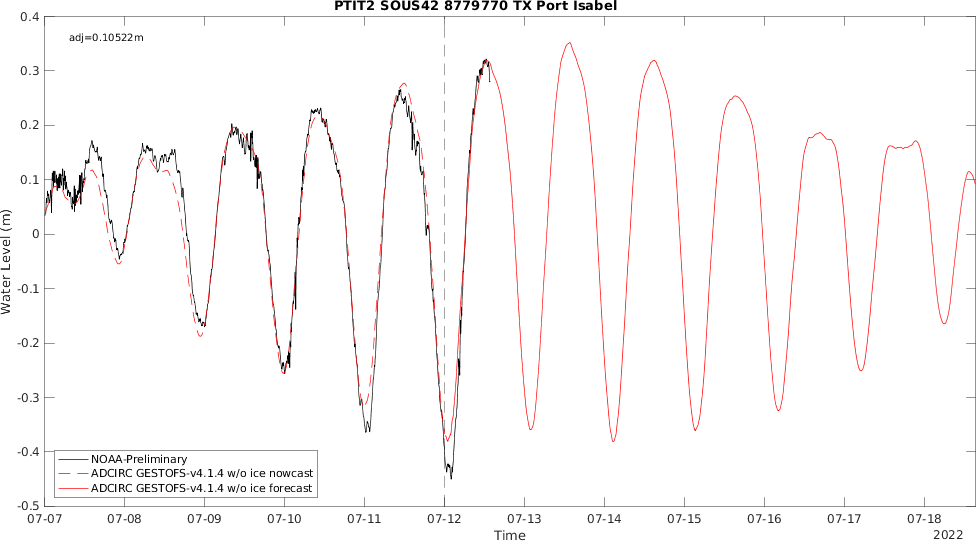 PTIT2 SOUS42 8779770 TX Port Isabel
adj=0.10522m
0.4
0.3
0.2
0.1
0
-0.1
-0.2
-0.3
-0.4
-0.5
Water Level (m)
NOAA-Preliminary
ADCIRC GESTOFS-v4.1.4 w/o ice nowcast
ADCIRC GESTOFS-v4.1.4 w/o ice forecast
07-07 07-08 07-09 07-10 07-11 07-12 07-13 07-14 07-15 07-16 07-17 07-18
Time
2022